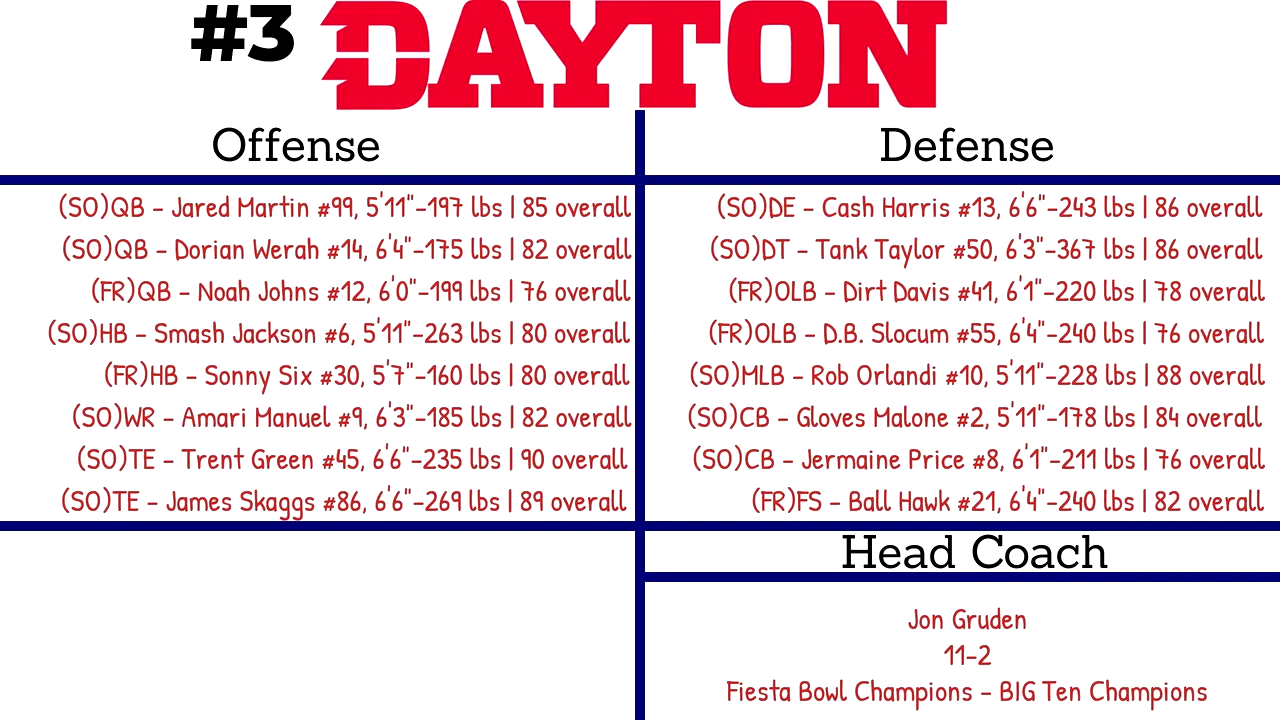 #3 DAYTON
Offense
(SO)QB - Jared Martin #99, 5'11"-197 lbs | 85 overall
(SO)QB - Dorian Werah #14, 6'4"-175 lbs | 82 overall
(FR)QB - Noah Johns #12, 6'0"-199 lbs | 76 overall
(SO)HB - Smash Jackson #6, 5'11"-263 lbs | 80 overall
(FR)HB - Sonny Six #30, 5'7"-160 lbs | 80 overall
(SO)WR - Amari Manuel #9, 6'3"-185 lbs | 82 overall
(SO)TE - Trent Green #45, 6'6"-235 lbs | 90 overall
(SO)TE - James Skaggs #86, 6'6"-269 lbs | 89 overall
Defense
(SO)DE - Cash Harris #13, 6'6"-243 lbs | 86 overall
(SO)DT - Tank Taylor #50, 6'3"-367 lbs | 86 overall
(FR)OLB - Dirt Davis #41, 6'1"-220 lbs | 78 overall
(FR)OLB - D.B. Slocum #55, 6'4"-240 lbs | 76 overall
(SO)MLB - Rob Orlandi #10, 5'11"-228 lbs | 88 overall
(SO)CB - Gloves Malone #2, 5'11"-178 lbs | 84 overall
(SO)CB - Jermaine Price #8, 6'1"-211 lbs | 76 overall
(FR)FS - Ball Hawk #21, 6'4"-240 lbs | 82 overall
Head Coach
Jon Gruden
11-2
Fiesta Bowl Champions - BIG Ten Champions